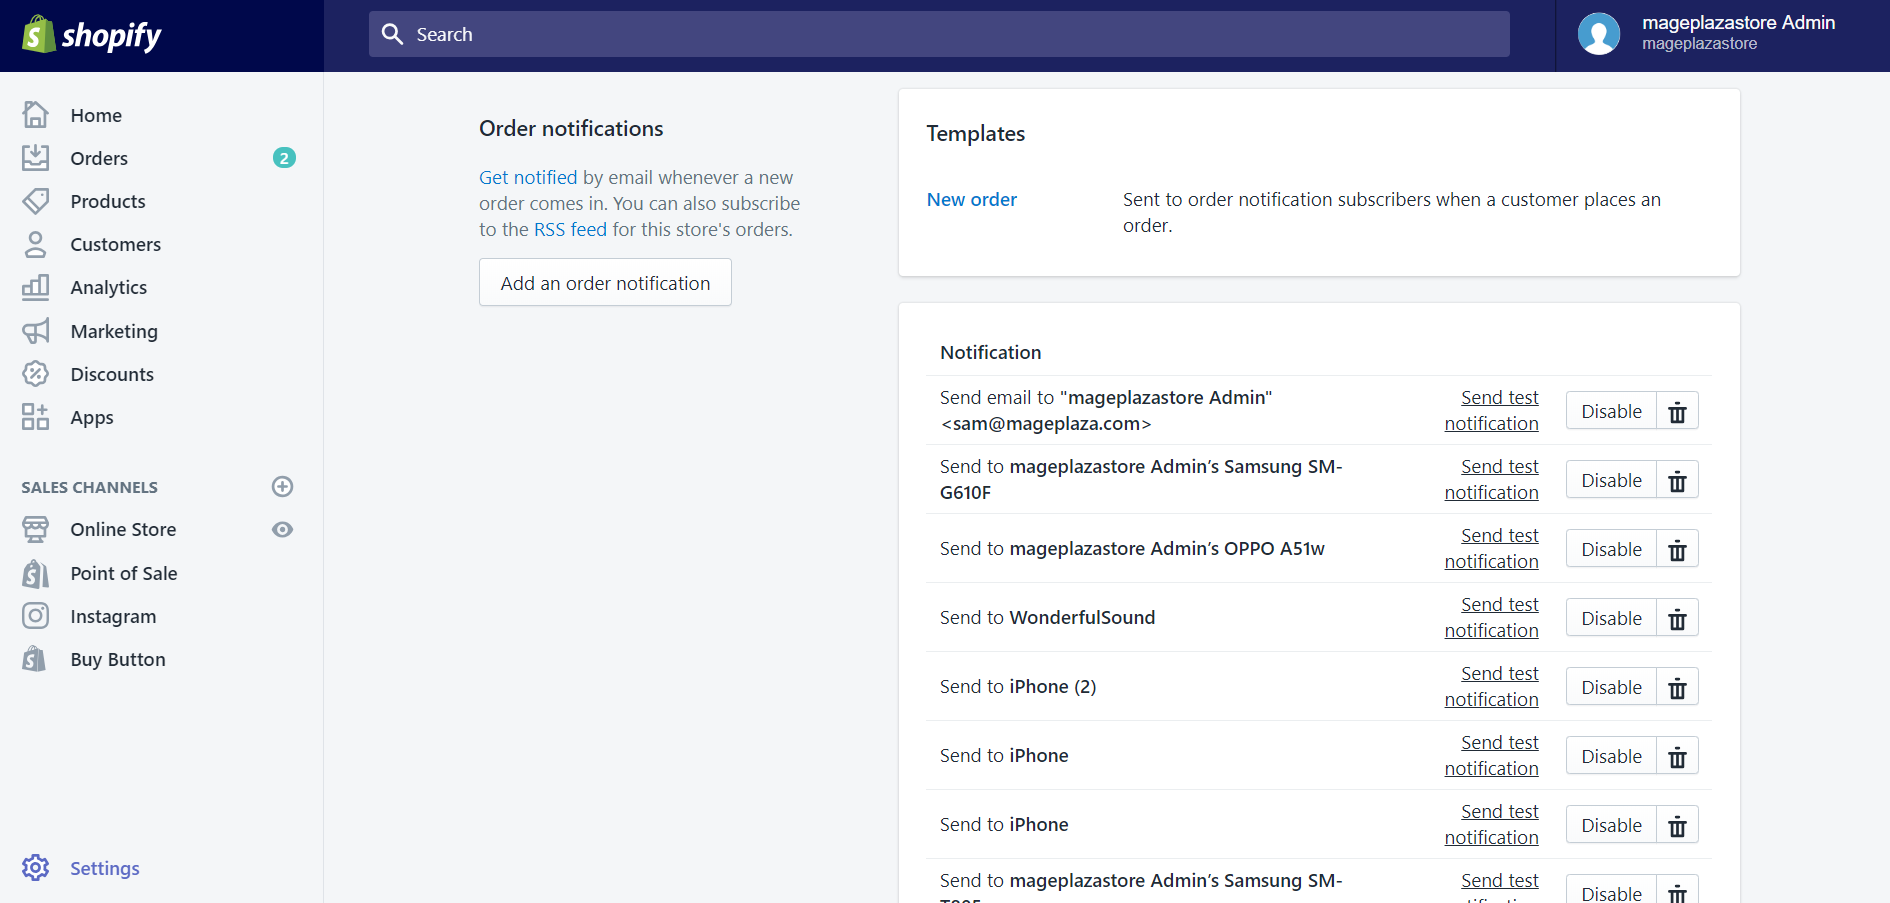 shopify
Search
mageplazastore Admin
mageplazastore
Home
Orders
2
Products
Customers
Analytics
Marketing
Discounts
Apps
SALES CHANNELS
Online Store
Point of Sale
Instagram
Buy Button
Settings
Order notifications
Get notified by email whenever a new
order comes in. You can also subscribe
to the RSS feed for this store's orders.
Add an order notification
Templates
New order
Sent to order notification subscribers when a customer places an
order.
Notification
Send email to "mageplazastore Admin"
<sam@mageplaza.com>
Send test
notification
Disable
Send to mageplazastore Admin’s Samsung SM-
G610F
Send test
notification
Disable
Send to mageplazastore Admin’s OPPO A51w
Send test
notification
Disable
Send to WonderfulSound
Send test
notification
Disable
Send to iPhone (2)
Send test
notification
Disable
Send to iPhone
Send test
notification
Disable
Send to iPhone
Send test
notification
Disable
Send to mageplazastore Admin’s Samsung SM-
Send test
Disable